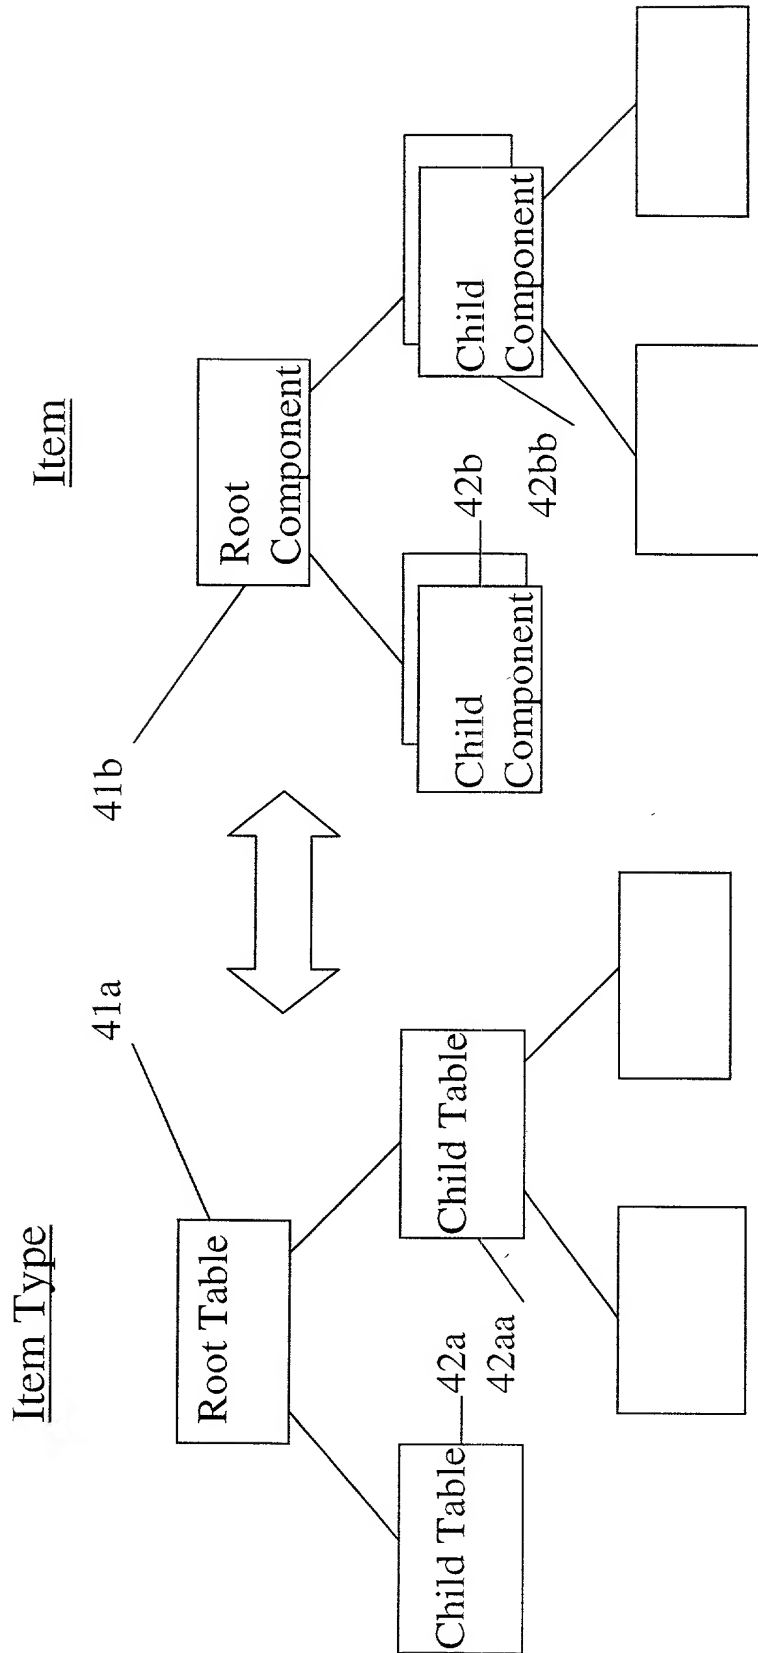 Item Type
41a
Root Table
Child Table
42a
42aa
Child Table
Item
41b
Root
Component
Child
Component
42b
42bb
Child
Component